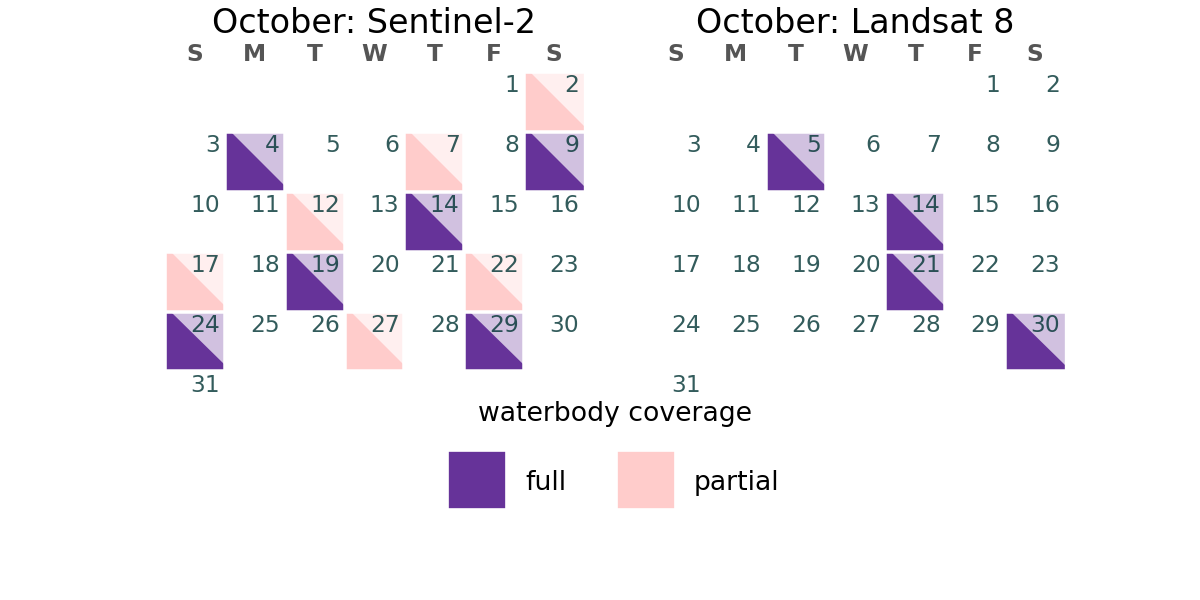 October: Sentinel-2
S M T W T F S
1 2
3 4 5 6 7 8 9
10 11 12 13 14 15 16
17 18 19 20 21 22 23
24 25 26 27 28 29 30
31
October: Landsat 8
S M T W T F S
1 2
3 4 5 6 7 8 9
10 11 12 13 14 15 16
17 18 19 20 21 22 23
24 25 26 27 28 29 30
31
waterbody coverage
full partial